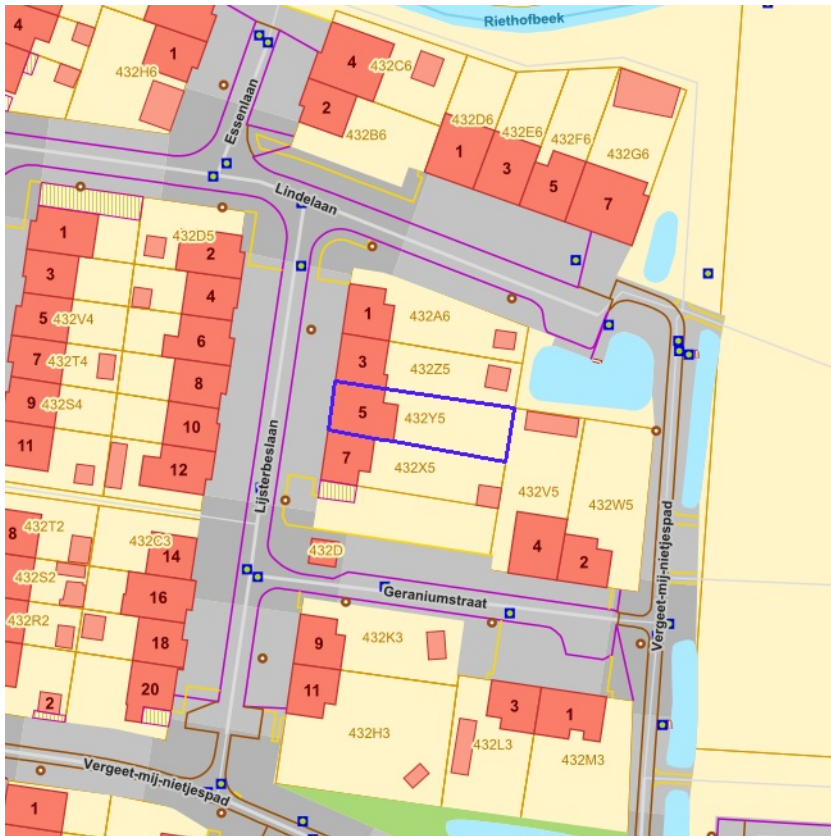 Riethofbeek
4
1
432H6
Essenlaan
4
432C6
2
432B6
432D6
432E6
432F6
432G6
1
3
5
7
Lindelaan
1
432D5
2
3
4
5
432V4
6
7
432T4
8
9
432S4
10
11
12
1
432A6
3
432Z5
5
432Y5
7
432X5
Lijsterbeslaan
432V5
432W5
4
2
Vergeet-mij-nietjespad
8
432T2
432C3
14
432S2
16
432R2
18
20
2
432D
Geraniumstraat
9
432K3
11
432H3
3
1
432L3
432M3
Vergeet-mij-nietjespad
1